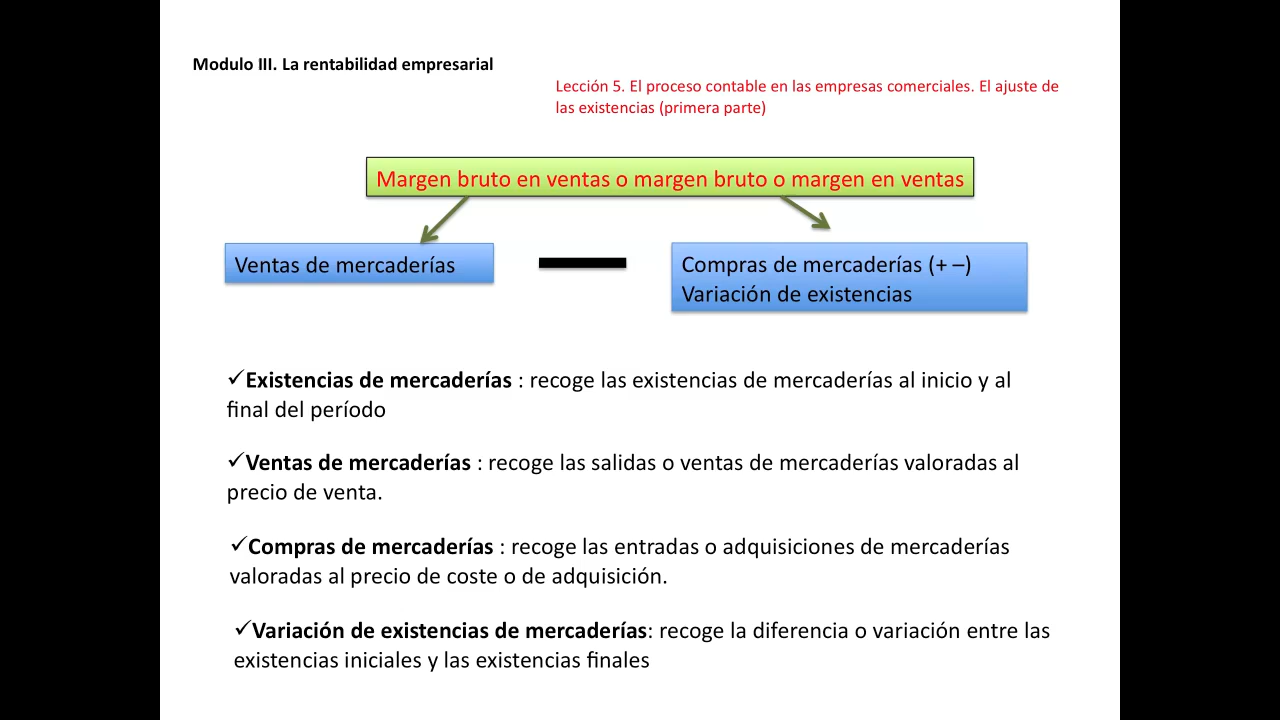 Modulo III. La rentabilidad empresarial
Lección 5. El proceso contable en las empresas comerciales. El ajuste de
las existencias (primera parte)
Margen bruto en ventas o margen bruto o margen en ventas
Ventas de mercaderías
Compras de mercaderías (+ –)
Variación de existencias
✓Existencias de mercaderías : recoge las existencias de mercaderías al inicio y al
final del período
✓Ventas de mercaderías : recoge las salidas o ventas de mercaderías valoradas al
precio de venta.
✓Compras de mercaderías : recoge las entradas o adquisiciones de mercaderías
valoradas al precio de coste o de adquisición.
✓Variación de existencias de mercaderías: recoge la diferencia o variación entre las
existencias iniciales y las existencias finales